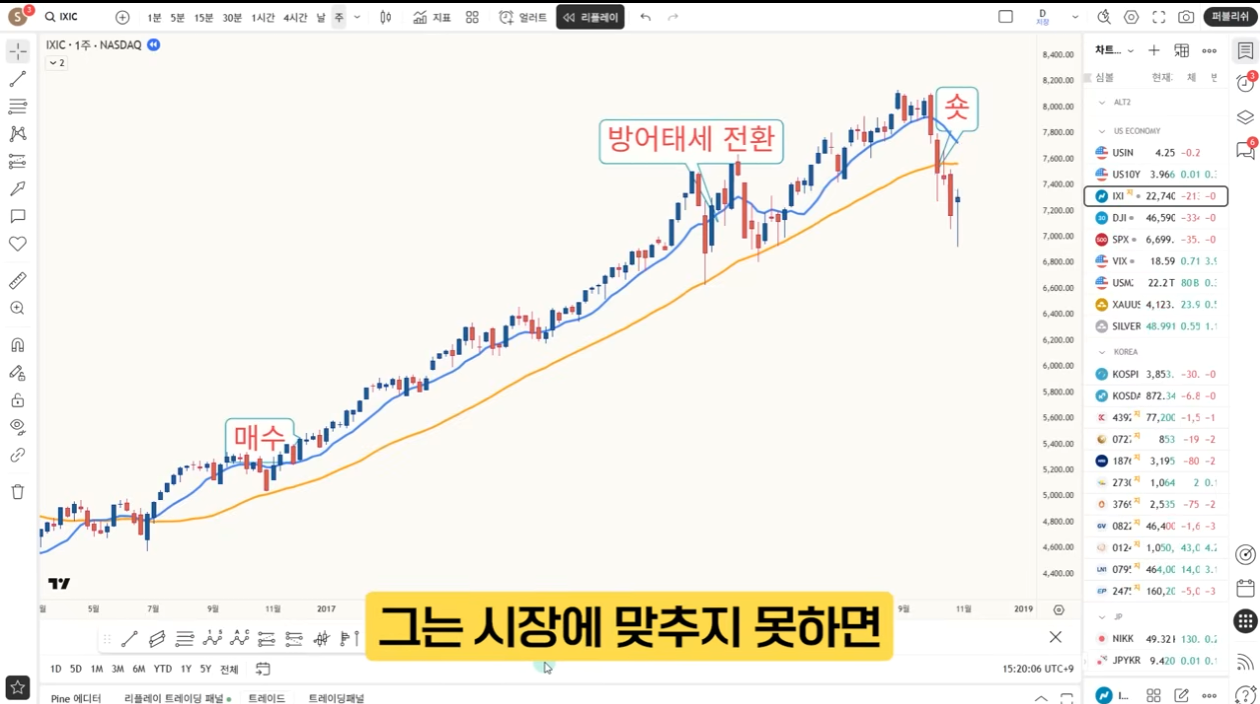 S 3 IXIC 1분 5분 15분 30분 1시간 4시간 날 주 지표 얼러트 리플레이 D 저장 퍼블리쉬
IXIC · 1주 · NASDAQ
2
8,400.00
8,200.00
8,000.00
7,800.00
7,600.00
7,400.00
7,200.00
7,000.00
6,800.00
6,600.00
6,400.00
6,200.00
6,000.00
5,800.00
5,600.00
5,400.00
5,200.00
5,000.00
4,800.00
4,600.00
4,400.00
숏
방어태세 전환
매수
월 5월 7월 9월 11월 2017 9월 11월 2019
그는 시장에 맞추지 못하면
1D 5D 1M 3M 6M YTD 1Y 5Y 전체
15:20:06 UTC+9
Pine 에디터 리플레이 트레이딩 패널 트레이드 트레이딩패널
차트...
심볼 현재: 체 변
ALT2
US ECONOMY
USIN 4.25 -0.2
US10Y 3.966 0.01 0.
IXI 22,740 -213 -0
DJI 46,590 -334 -0
SPX 6,699. -35. -0
VIX 18.59 0.71 3.9
USM 22.2T 80B 0.
XAUUS 4,123. 23.9 0.5
SILVER 48.991 0.55 1.1
KOREA
KOSPI 3,853. -30. -0
KOSDA 872.34 -6.8 -0
439 77,200 -1,5 -1
072 853 -19 -2
187 3,195 -80 -2
273 1,064 2 0.
376 2,535 -75 -2
082 46,400 -1,6 -3
012 1,050, 43,0 4.2
079 464,00 14,0 3.1
247 160,20 -5,0 -3
JP
NIKK 49.32K 130. 0.2
JPYKR 9.420 0.01 0.1
I...
3
6